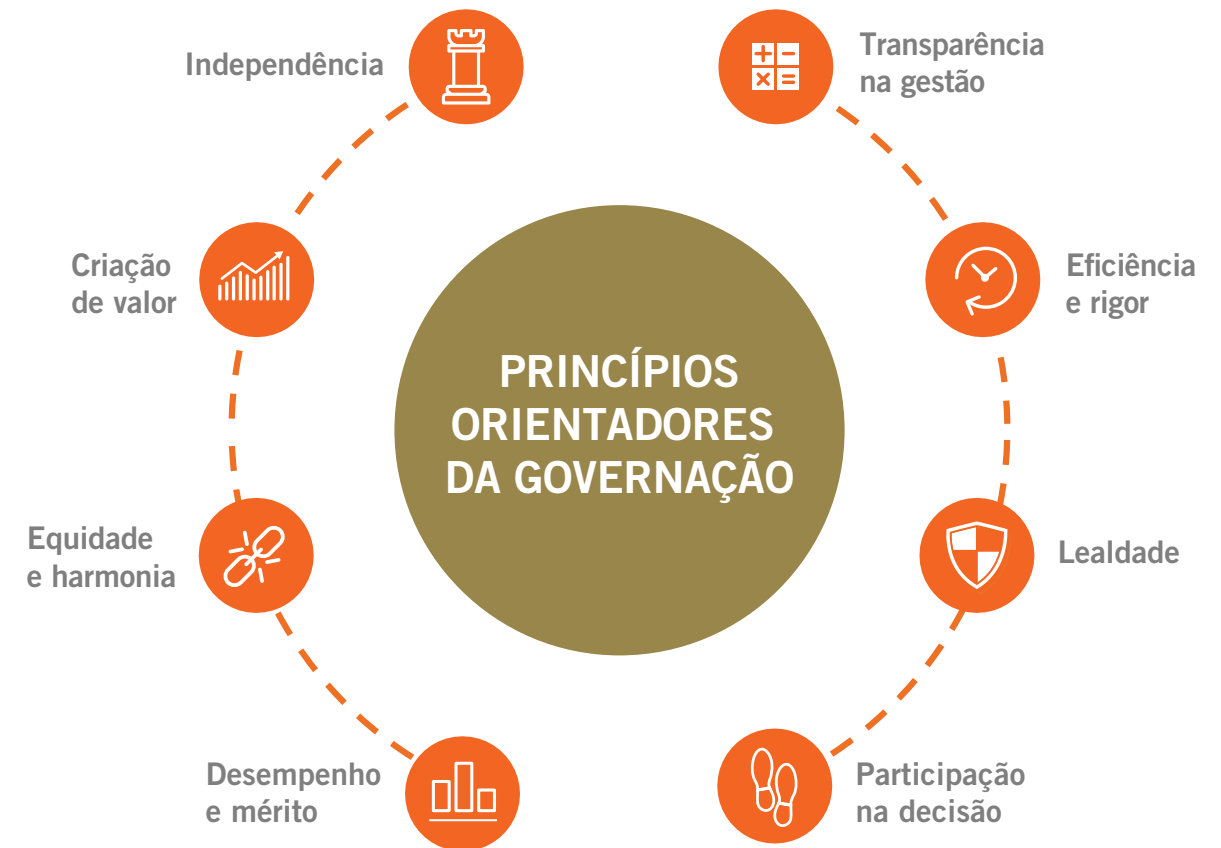 Independência
Transparência
na gestão
Criação
de valor
Eficiência
e rigor
PRINCÍPIOS
ORIENTADORES
DA GOVERNAÇÃO
Equidade
e harmonia
Lealdade
Desempenho
e mérito
Participação
na decisão